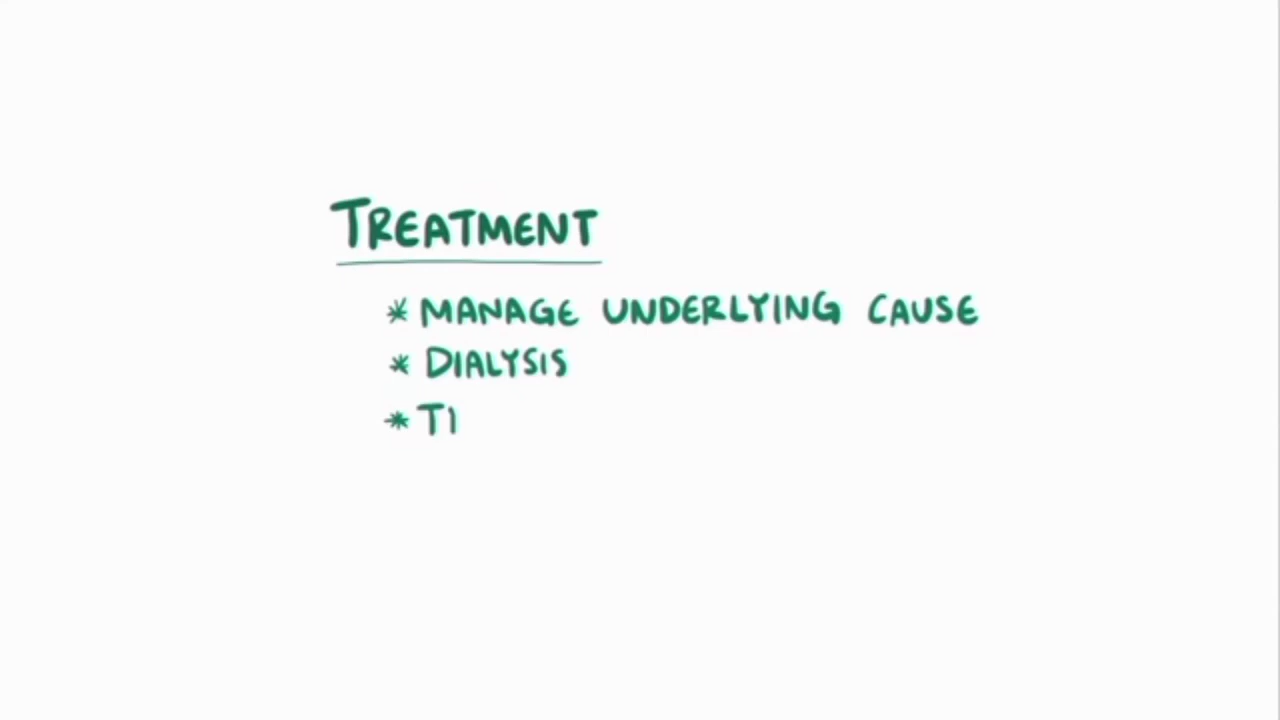 TREATMENT
* MANAGE UNDERLYING CAUSE
* DIALYSIS
* T